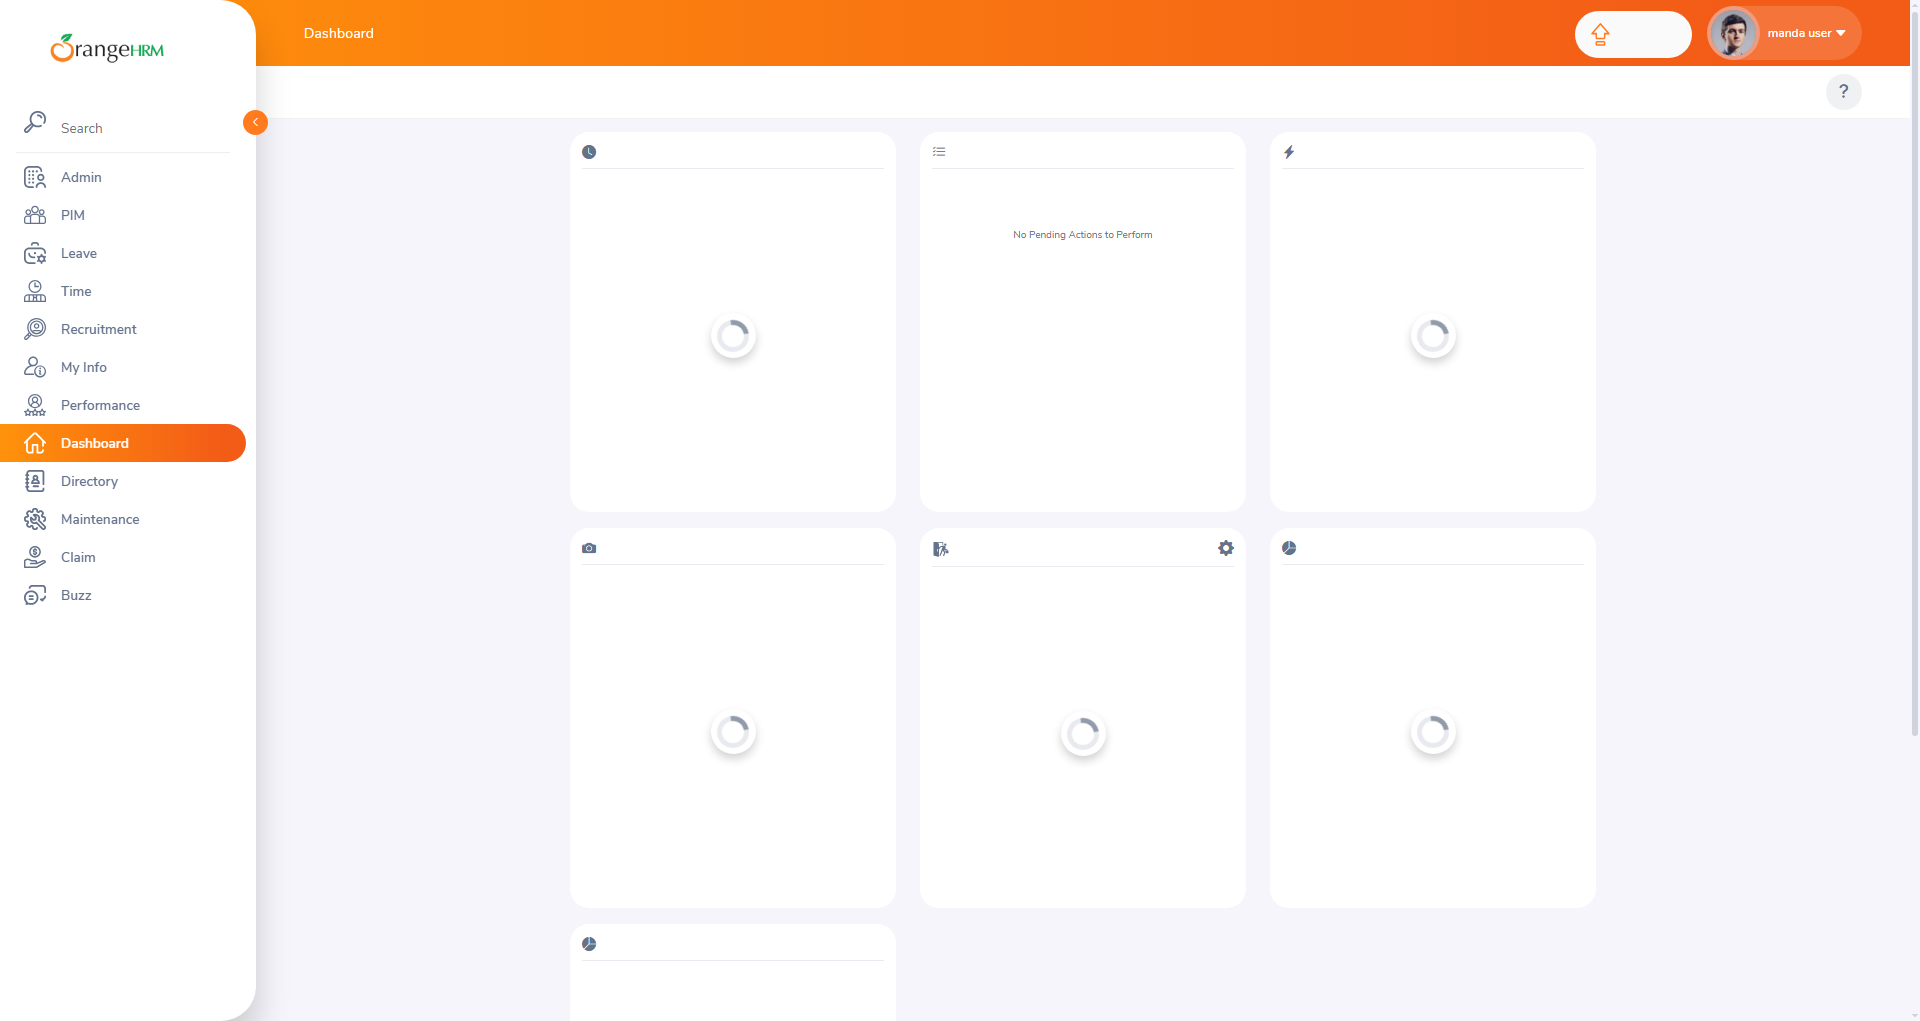 OrangeHRM
Dashboard
manda user
?
Search
Admin
PIM
Leave
Time
Recruitment
My Info
Performance
Dashboard
Directory
Maintenance
Claim
Buzz
No Pending Actions to Perform